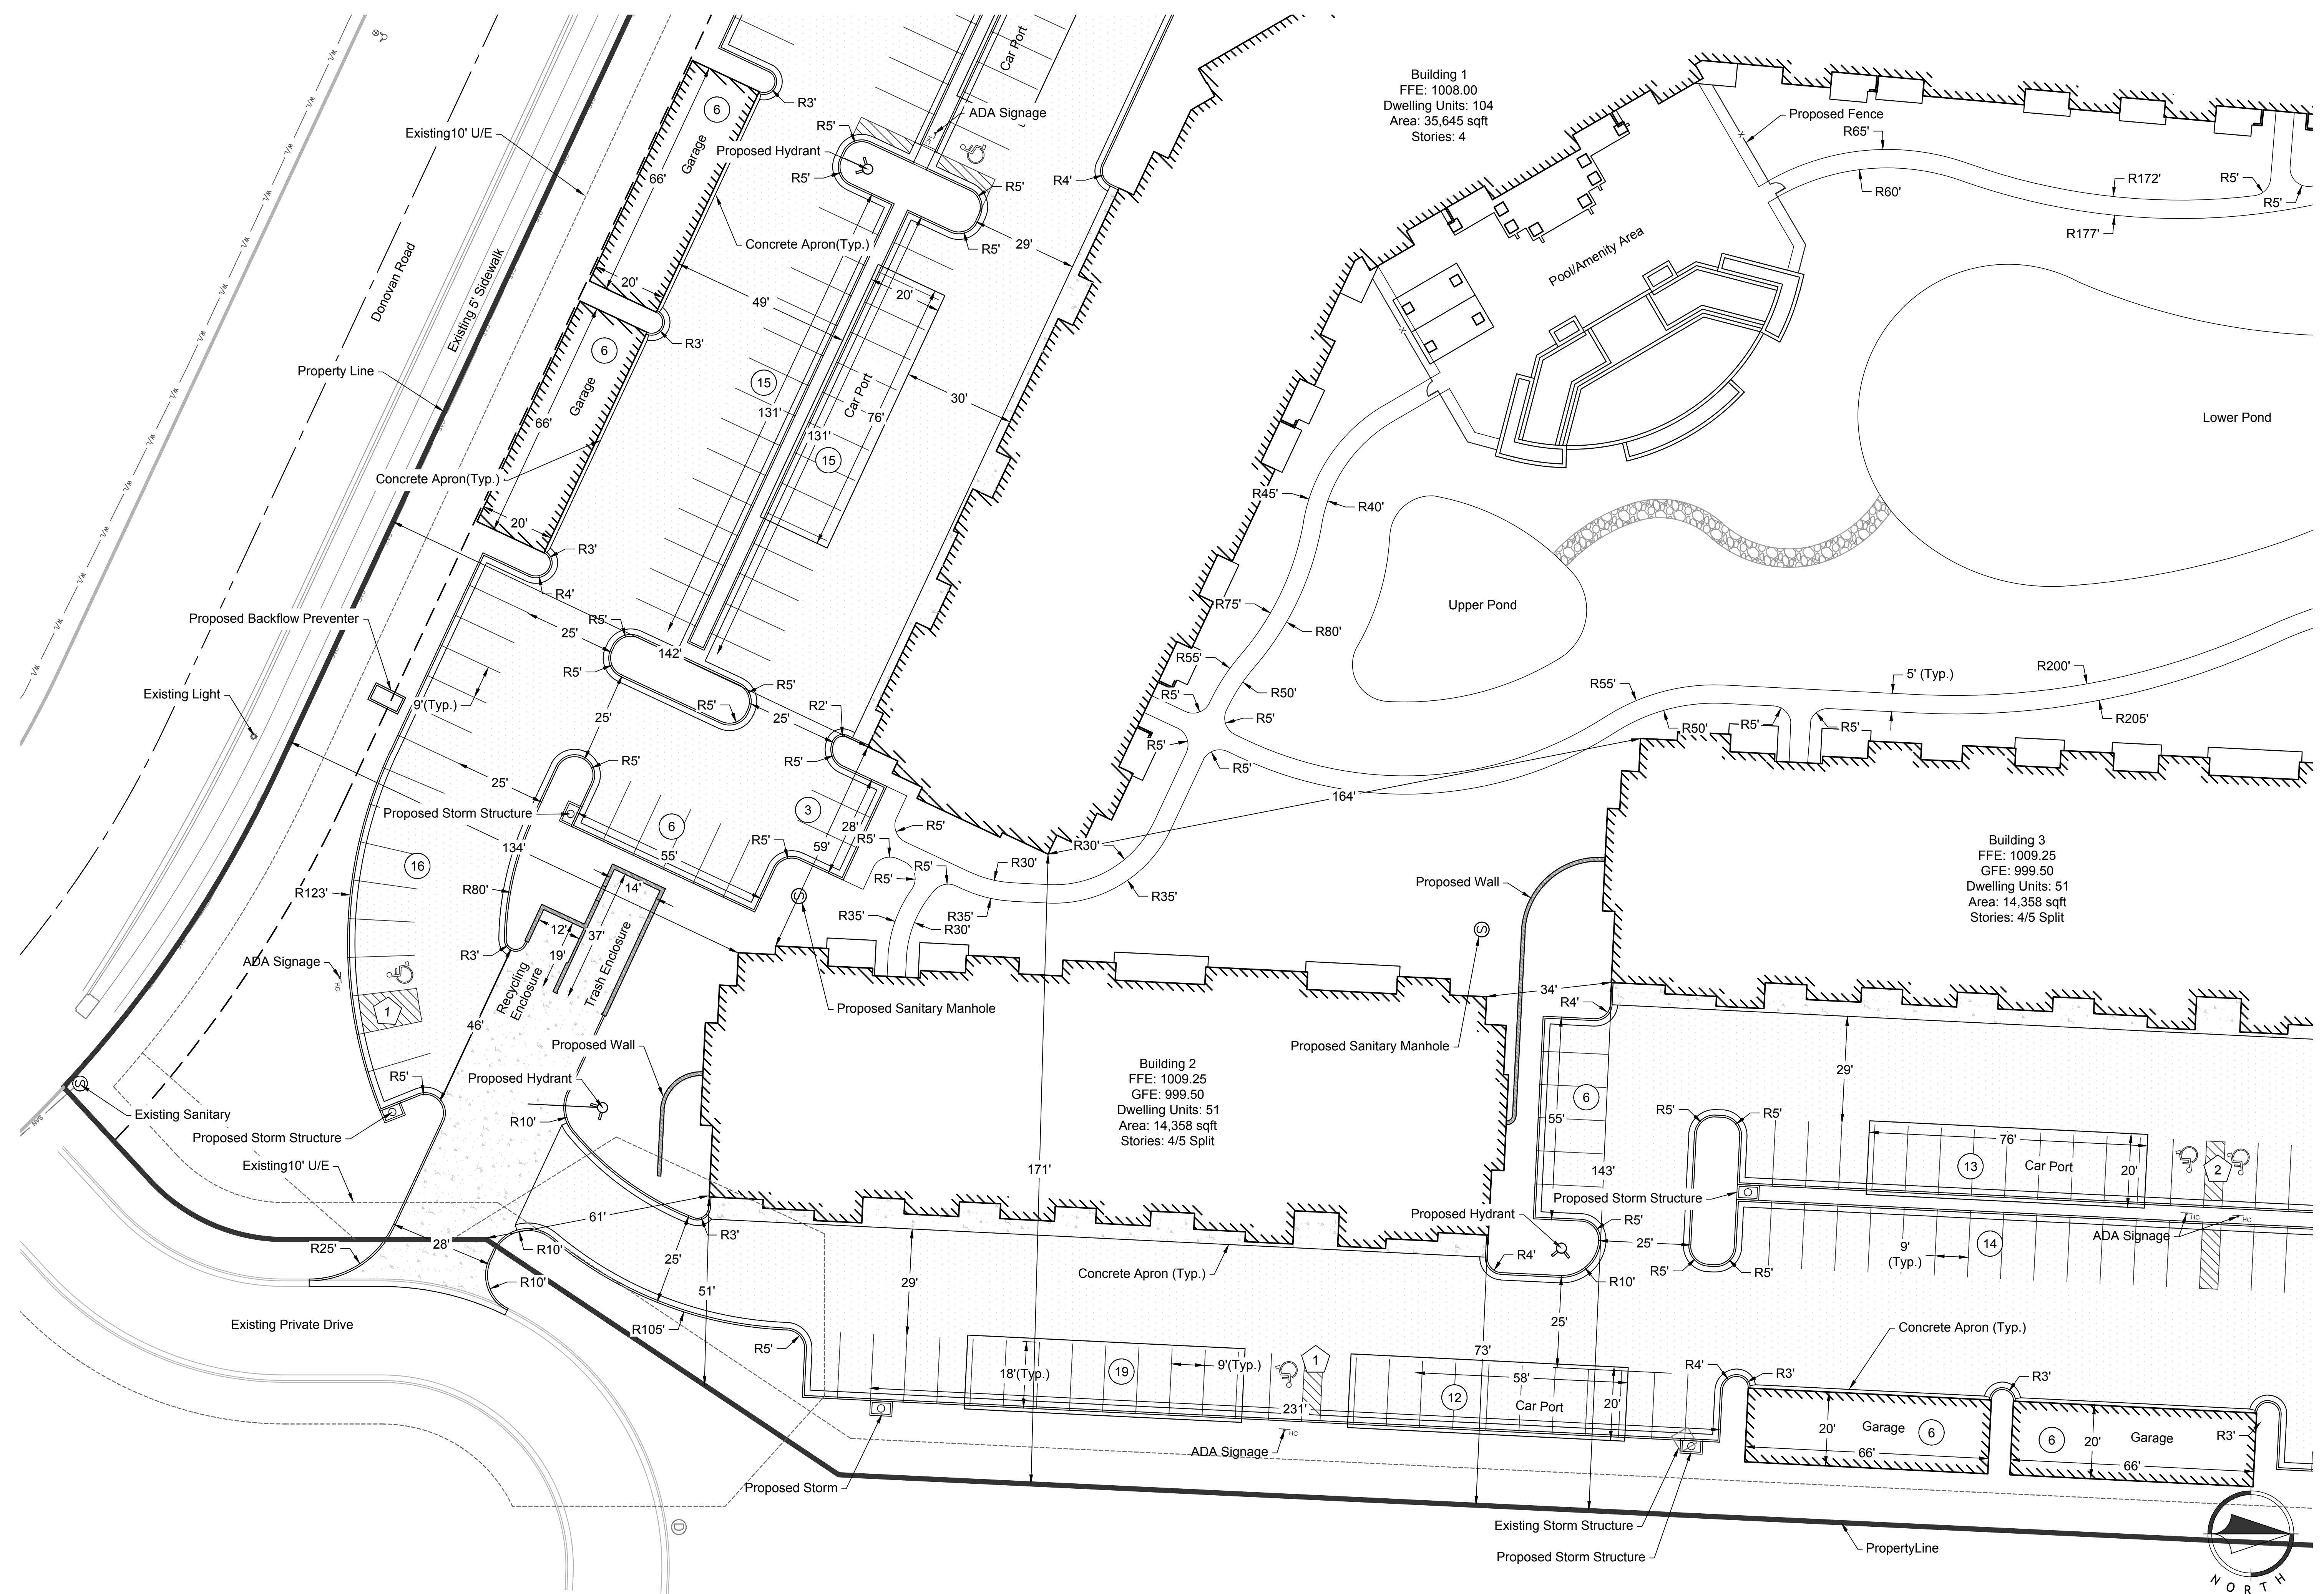 Building 1
FFE: 1008.00
Dwelling Units: 104
Area: 35,645 sqft
Stories: 4
Car Port
Proposed Fence
R65'
R60'
R172'
R177'
R5'
R5'
R3'
ADA Signage
HC
6
Garage
66'
20'
Existing10' U/E
R5'
Proposed Hydrant
R5'
R5'
R5'
R4'
29'
Concrete Apron(Typ.)
49'
20'
Donovan Road
Existing 5' Sidewalk
Pool/Amenity Area
Lower Pond
Property Line
R3'
6
Garage
66'
20'
15
131'
Car Port
76'
131'
15
30'
Concrete Apron(Typ.)
R3'
R4'
R45'
R40'
Upper Pond
R75'
R80'
R55'
R50'
R5'
R5'
R5'
R5'
Proposed Backflow Preventer
Existing Light
9'(Typ.)
25'
142'
R5'
R5'
R5'
R5'
25'
25'
R2'
R5'
25'
R5'
Proposed Storm Structure
134'
6
55'
3
28'
59'
R5'
R5'
R5'
R5'
R5'
R30'
R30'
R35'
R35'
R35'
R30'
164'
R55'
R50'
R5'
R5'
5' (Typ.)
R200'
R205'
16
R123'
R80'
R3'
14'
12'
37'
19'
Recycling
Enclosure
Trash Enclosure
ADA Signage
HC
1
46'
Proposed Wall
Proposed Hydrant
R5'
R10'
S
Existing Sanitary
SAN
Proposed Storm Structure
Existing10' U/E
R25'
28'
R10'
R10'
61'
R3'
25'
51'
R105'
R5'
Existing Private Drive
S
Proposed Sanitary Manhole
Building 2
FFE: 1009.25
GFE: 999.50
Dwelling Units: 51
Area: 14,358 sqft
Stories: 4/5 Split
171'
Proposed Wall
S
Proposed Sanitary Manhole
34'
R4'
Building 3
FFE: 1009.25
GFE: 999.50
Dwelling Units: 51
Area: 14,358 sqft
Stories: 4/5 Split
6
55'
143'
29'
R5'
R5'
76'
13
Car Port
20'
2
Proposed Storm Structure
Proposed Hydrant
R5'
R4'
R10'
25'
R5'
R5'
9'
(Typ.)
14
ADA Signage
HC
HC
Concrete Apron (Typ.)
29'
25'
73'
18'(Typ.)
19
9'(Typ.)
1
231'
12
58'
Car Port
20'
ADA Signage
HC
Proposed Storm
Concrete Apron (Typ.)
R4'
R3'
R3'
R3'
20'
Garage
6
66'
6
20'
Garage
66'
Existing Storm Structure
Proposed Storm Structure
PropertyLine
D
NORTH
W/L
W/L
W/L
W/L
W/L
W/L
W/L
W/L
W/L
W/L